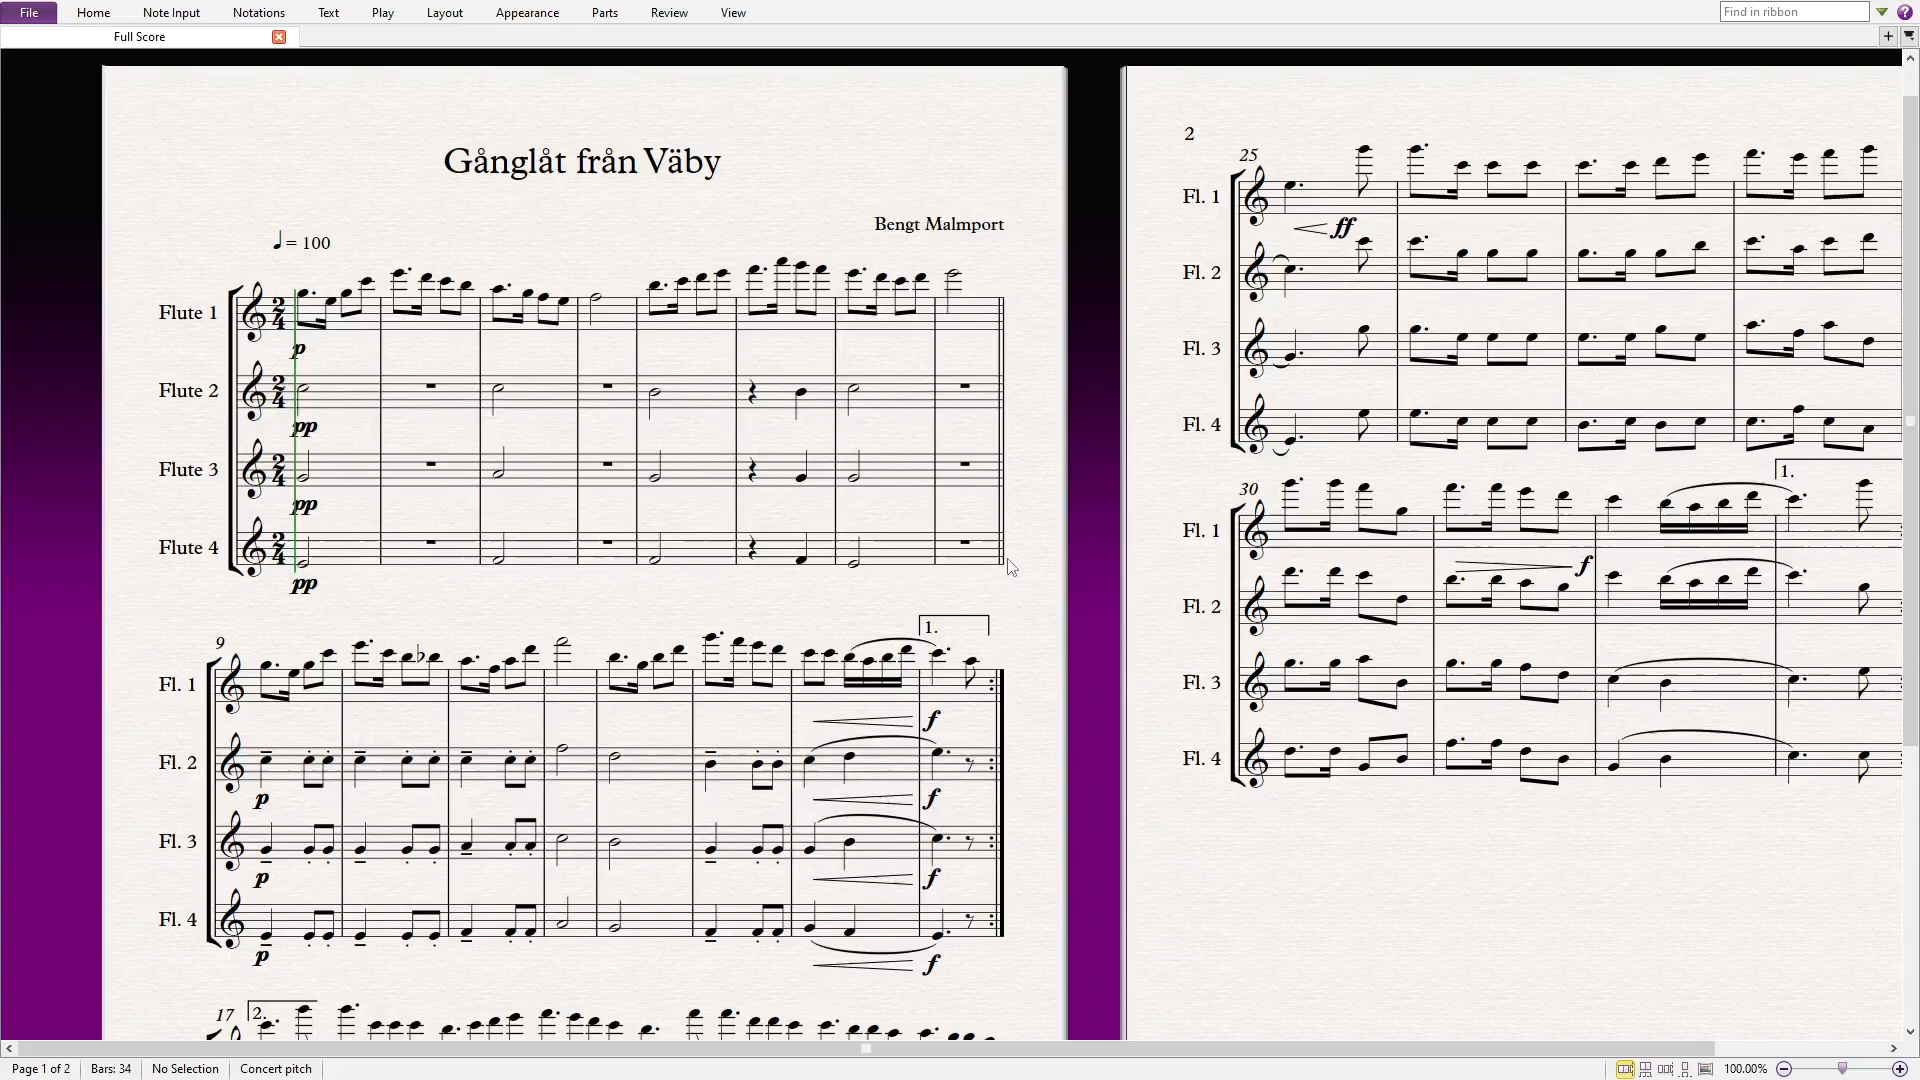 File Home Note Input Notations Text Play Layout Appearance Parts Review View Find in ribbon
Full Score
Gånglåt från Väby
Bengt Malmport
= 100
Flute 1
p
Flute 2
pp
Flute 3
pp
Flute 4
pp
9
1.
Fl. 1
f
Fl. 2
p f
Fl. 3
p f
Fl. 4
p f
17 2.
2
25
Fl. 1
ff
Fl. 2
Fl. 3
Fl. 4
1.
30
Fl. 1
f
Fl. 2
Fl. 3
Fl. 4
Page 1 of 2 Bars: 34 No Selection Concert pitch 100.00%